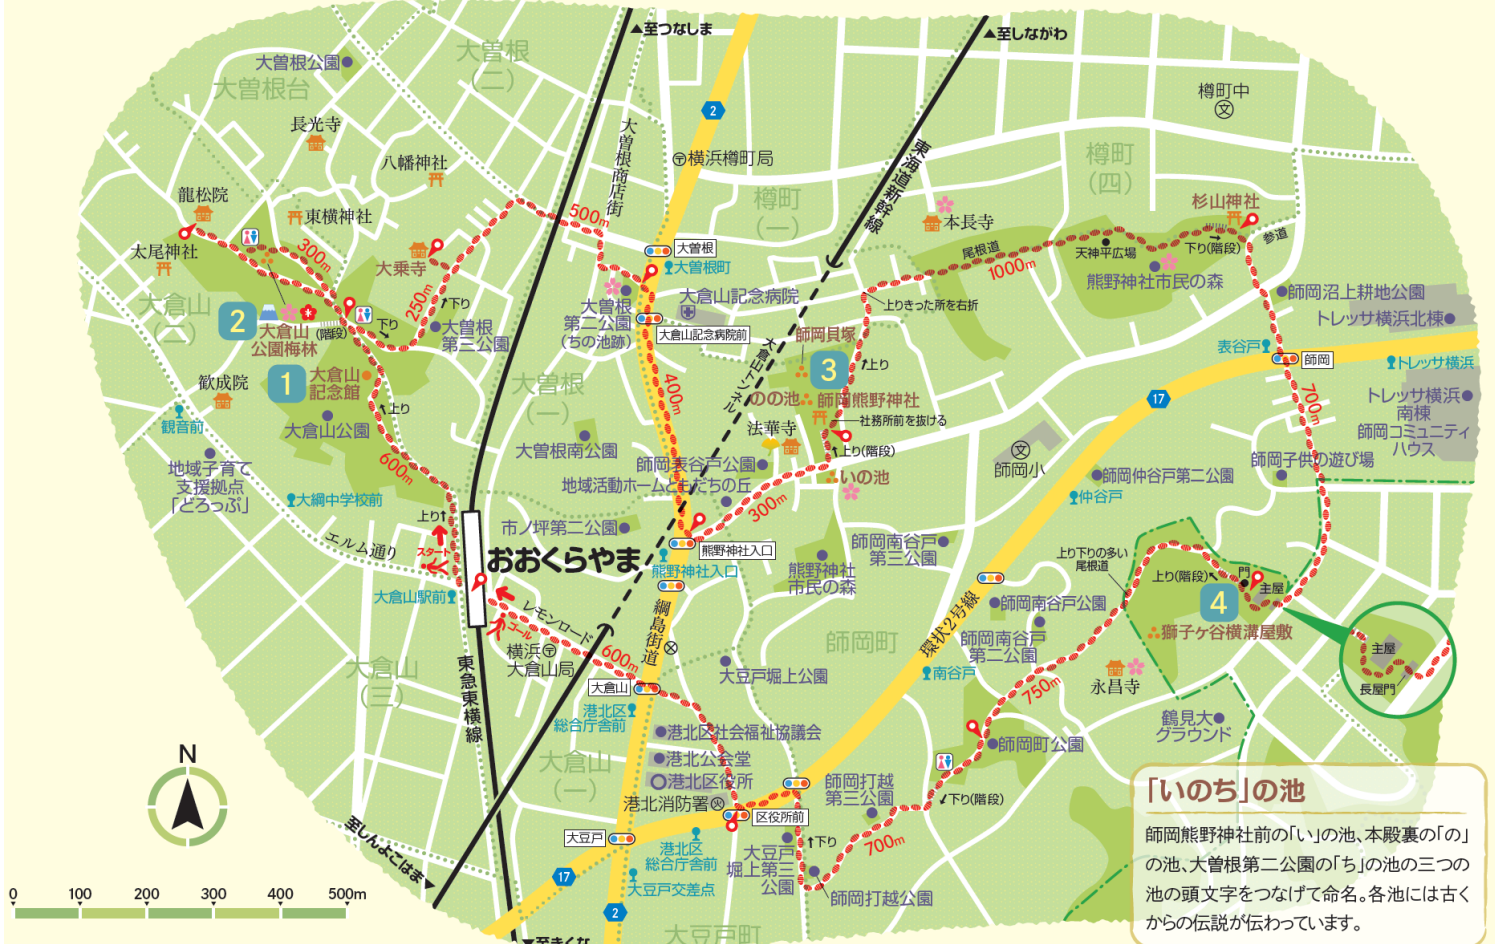 ▲至つなしま
▲至しながわ
大曽根
(二)
大曽根公園
大曽根台
樽町中
文
2
長光寺
大曽根商店街
〒横浜樽町局
東海道新幹線
樽町
(四)
八幡神社
龍松院
東横神社
樽町
(一)
本長寺
杉山神社
500m
太尾神社
300m
大乗寺
大曽根
大曽根町
尾根道
1000m
天神平広場
下り(階段)
参道
熊野神社市民の森
大倉山
(二)
250m
下り
大曽根
第二公園
(ちの池跡)
大倉山記念病院
上りきった所を右折
師岡沼上耕地公園
トレッサ横浜北棟
2
大倉山
公園梅林
(階段)
下り
大曽根
第三公園
大倉山記念病院前
師岡貝塚
表谷戸
師岡
トレッサ横浜
1
大倉山
記念館
歓成院
大曽根
(一)
400m
大倉山トンネル
3
上り
17
700m
トレッサ横浜
南棟
観音前
上り
大倉山公園
のの池
師岡熊野神社
社務所前を抜ける
師岡コミュニティ
ハウス
大曽根南公園
法華寺
上り(階段)
文
師岡小
地域子育て
支援拠点
「どろっぷ」
600m
師岡表谷戸公園
地域活動ホームともだちの丘
いの池
師岡仲谷戸第二公園
師岡子供の遊び場
大綱中学校前
300m
仲谷戸
上り
市ノ坪第二公園
エルム通り
スタート
おおくらやま
熊野神社入口
熊野神社入口
師岡南谷戸
第三公園
熊野神社
市民の森
上り下りの多い
尾根道
上り(階段)
門
主屋
大倉山駅前
レモンロード
ゴール
綱島街道
環状2号線
師岡南谷戸公園
4
獅子ヶ谷横溝屋敷
横浜〒
大倉山局
600m
師岡町
師岡南谷戸
第二公園
主屋
長屋門
大倉山
(三)
東急東横線
大倉山
大豆戸堀上公園
南谷戸
750m
永昌寺
港北区
総合庁舎前
港北区社会福祉協議会
師岡町公園
鶴見大
グラウンド
N
大倉山
(一)
港北公会堂
港北区役所
港北消防署
師岡打越
第三公園
下り(階段)
至しんよこはま▶
大豆戸
区役所前
港北区
総合庁舎前
大豆戸
堀上第三
公園
下り
700m
17
大豆戸交差点
師岡打越公園
0 100 200 300 400 500m
2
大豆戸町
▼至きくな
「いのち」の池
師岡熊野神社前の「い」の池、本殿裏の「の」
の池、大曽根第二公園の「ち」の池の三つの
池の頭文字をつなげて命名。各池には古く
からの伝説が伝わっています。